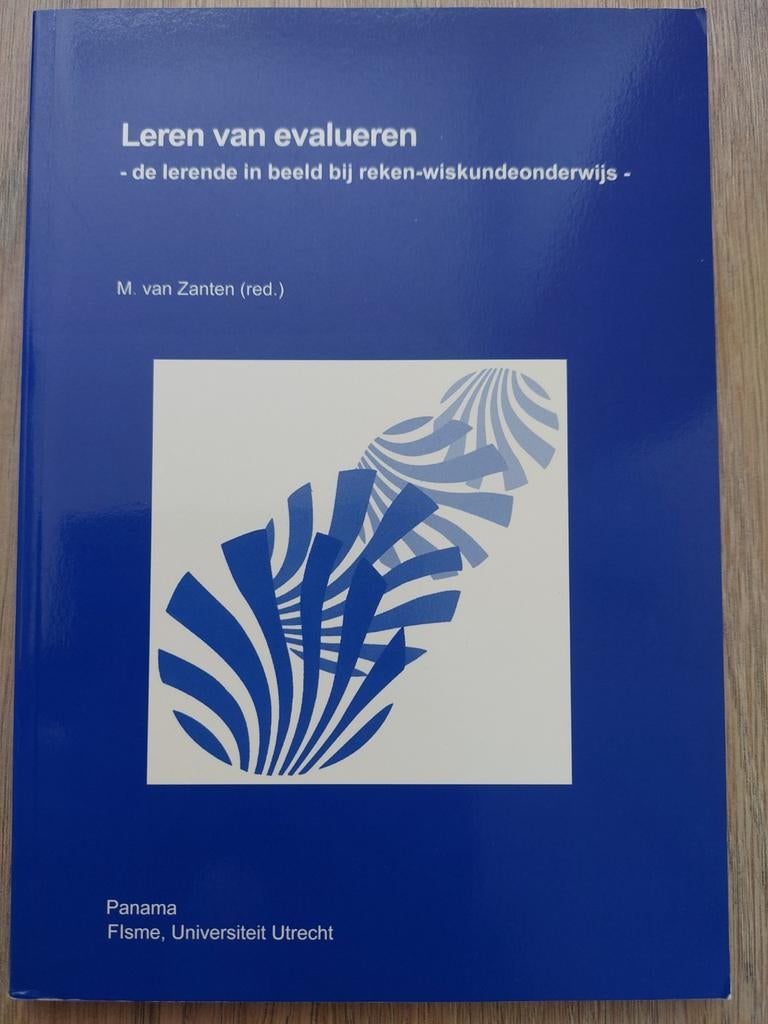 Leren van evalueren
- de lerende in beeld bij reken-wiskundeonderwijs -
M. van Zanten (red.)
Panama
FIsme, Universiteit Utrecht